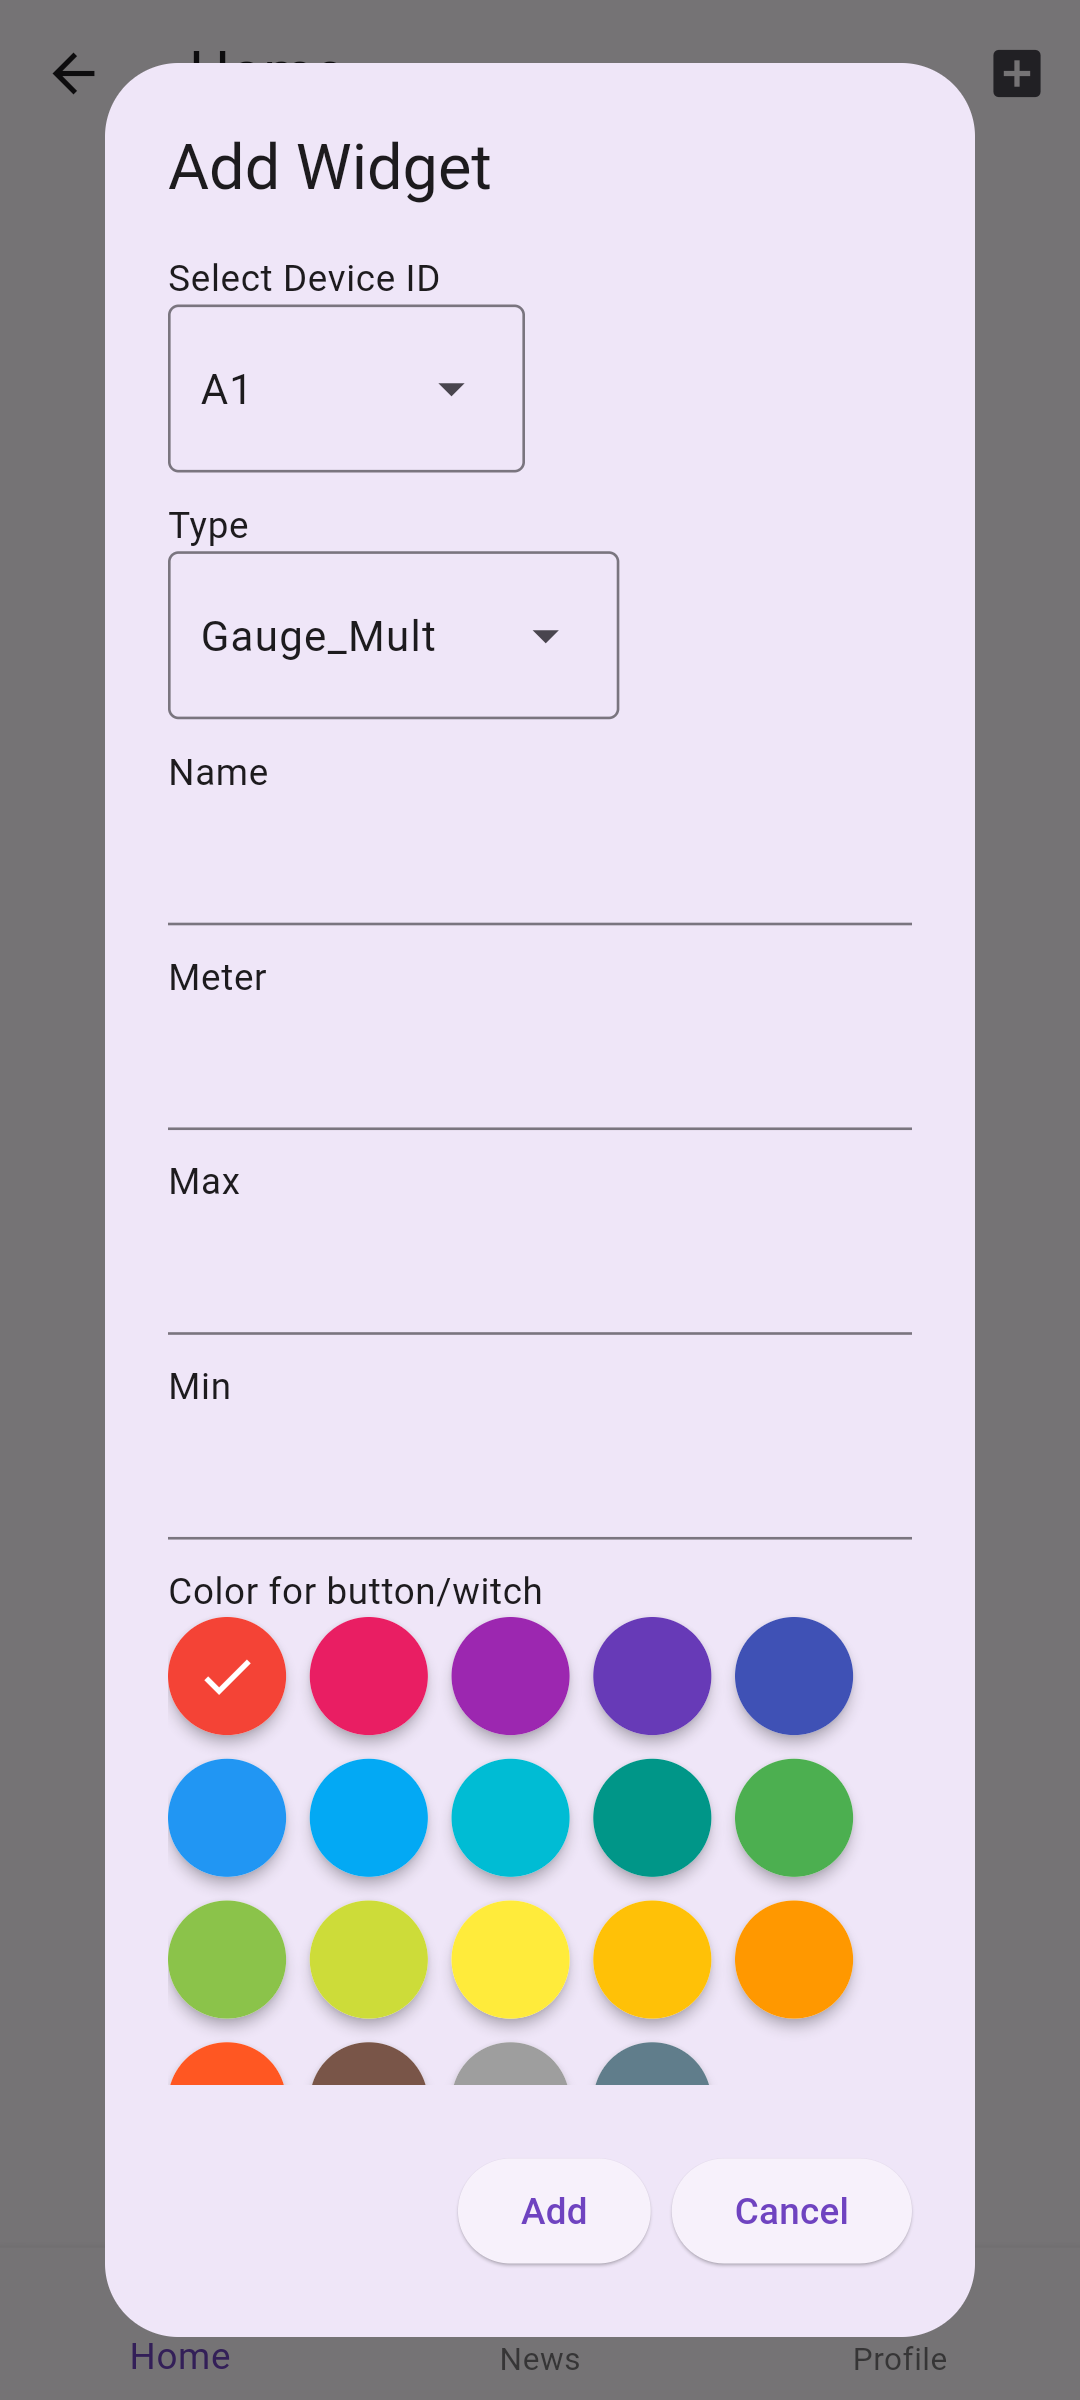 Home
Add Widget
Select Device ID
A1
Type
Gauge_Mult
Name
Meter
Max
Min
Color for button/witch
Add
Cancel
Home
News
Profile